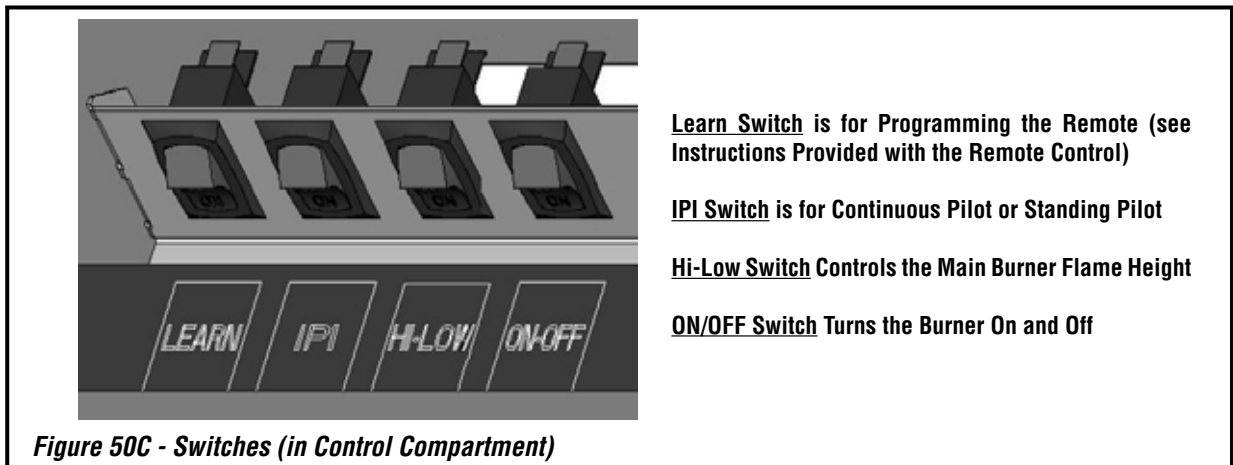 ON ON ON ON
LEARN IPI HI-LOW ON-OFF
Learn Switch is for Programming the Remote (see
Instructions Provided with the Remote Control)
IPI Switch is for Continuous Pilot or Standing Pilot
Hi-Low Switch Controls the Main Burner Flame Height
ON/OFF Switch Turns the Burner On and Off
Figure 50C - Switches (in Control Compartment)